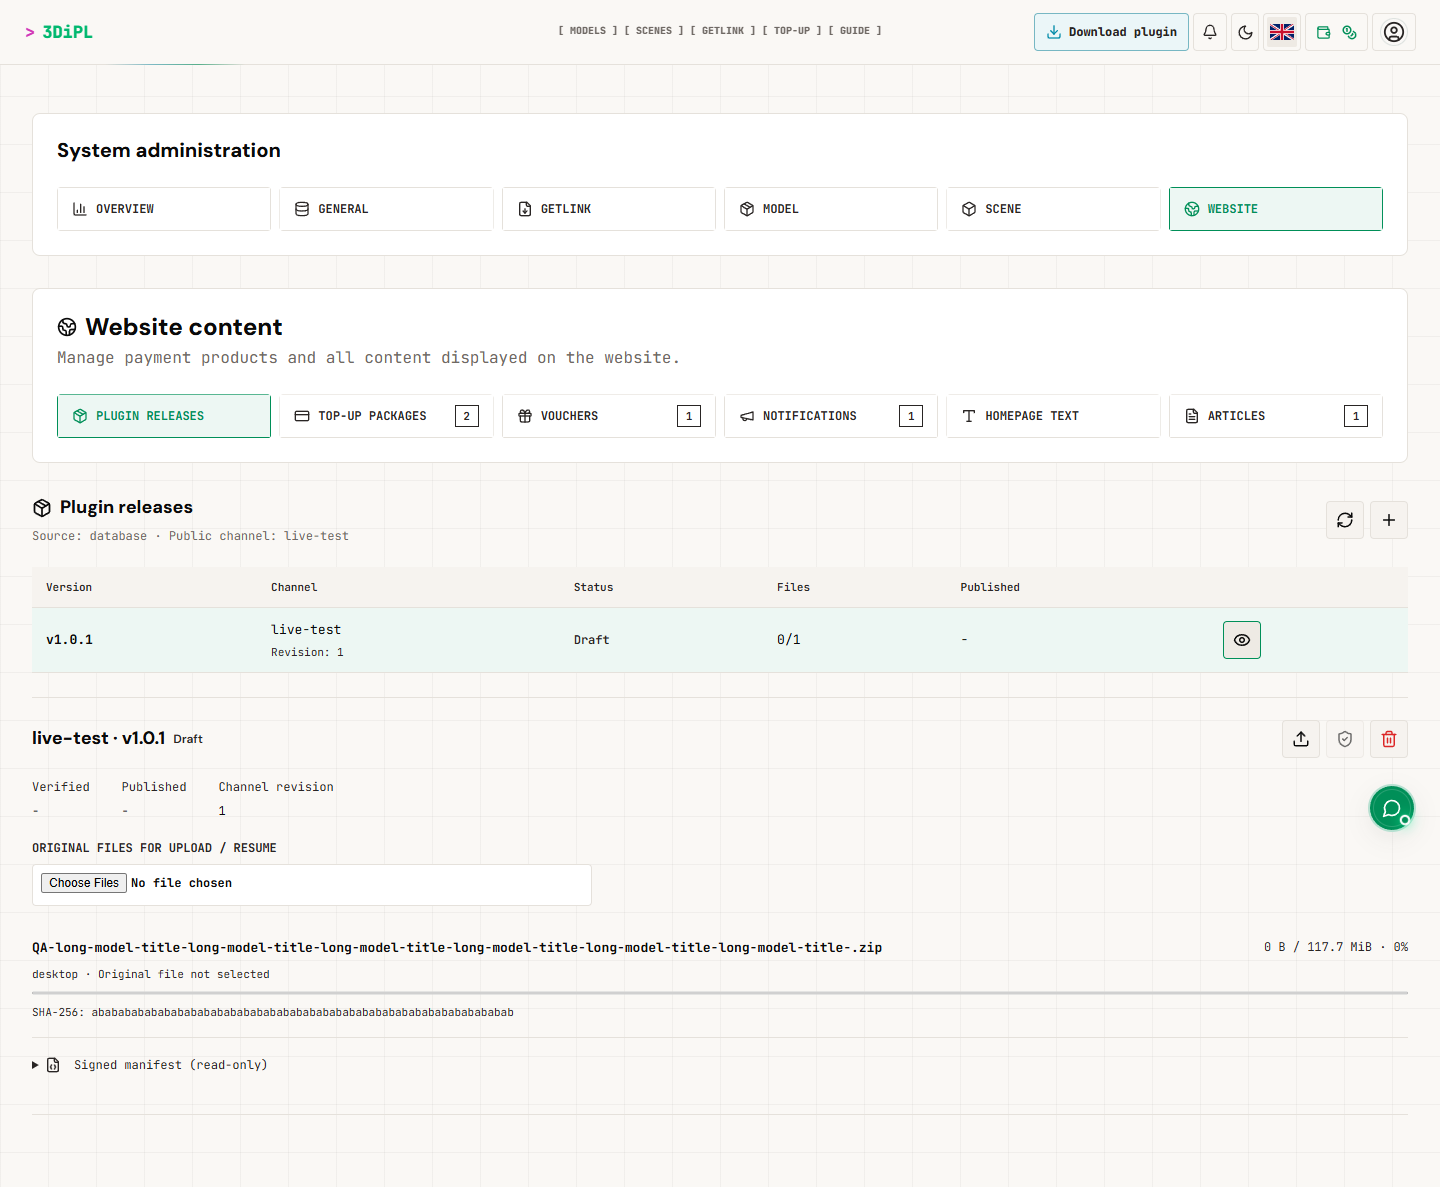 > 3DiPL
[ MODELS ] [ SCENES ] [ GETLINK ] [ TOP-UP ] [ GUIDE ]
Download plugin
System administration
OVERVIEW
GENERAL
GETLINK
MODEL
SCENE
WEBSITE
Website content
Manage payment products and all content displayed on the website.
PLUGIN RELEASES
TOP-UP PACKAGES 2
VOUCHERS 1
NOTIFICATIONS 1
HOMEPAGE TEXT
ARTICLES 1
Plugin releases
Source: database · Public channel: live-test
Version Channel Status Files Published
v1.0.1 live-test Draft 0/1 -
Revision: 1
live-test · v1.0.1 Draft
Verified Published Channel revision
- - 1
ORIGINAL FILES FOR UPLOAD / RESUME
Choose Files No file chosen
QA-long-model-title-long-model-title-long-model-title-long-model-title-long-model-title-long-model-title-.zip 0 B / 117.7 MiB · 0%
desktop · Original file not selected
SHA-256: abababababababababababababababababababababababababababababababab
Signed manifest (read-only)